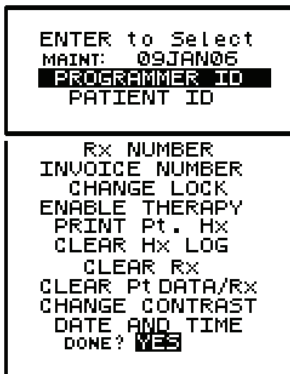 ENTER to Select
MAINT: 09JAN06
PROGRAMMER ID
PATIENT ID
Rx NUMBER
INVOICE NUMBER
CHANGE LOCK
ENABLE THERAPY
PRINT Pt. Hx
CLEAR Hx LOG
CLEAR Rx
CLEAR Pt DATA/Rx
CHANGE CONTRAST
DATE AND TIME
DONE? YES